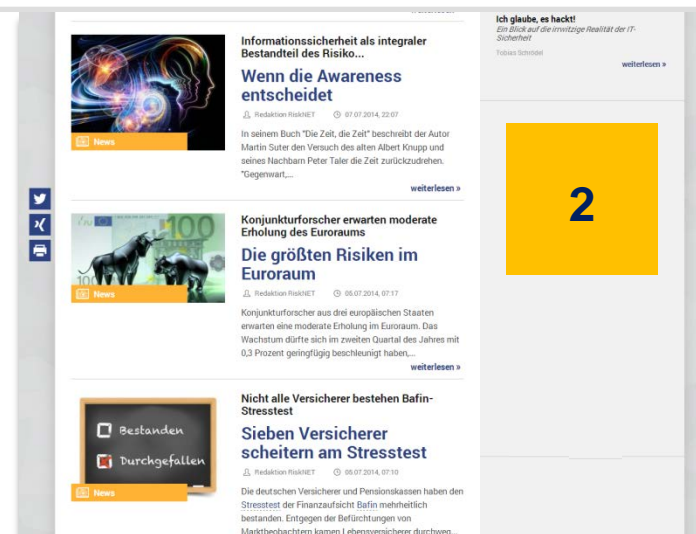 Informationssicherheit als integraler
Bestandteil des Risiko...
Wenn die Awareness
entscheidet
Redaktion RiskNET 07.07.2014, 22:07
In seinem Buch "Die Zeit, die Zeit" beschreibt der Autor
Martin Suter den Versuch des alten Albert Knupp und
seines Nachbarn Peter Taler die Zeit zurückzudrehen.
"Gegenwart,...
weiterlesen »
News
Konjunkturforscher erwarten moderate
Erholung des Euroraums
Die größten Risiken im
Euroraum
Redaktion RiskNET 05.07.2014, 07:17
Konjunkturforscher aus drei europäischen Staaten
erwarten eine moderate Erholung im Euroraum. Das
Wachstum dürfte sich im zweiten Quartal des Jahres mit
0,3 Prozent geringfügig beschleunigt haben,...
weiterlesen »
100
100
News
Nicht alle Versicherer bestehen Bafin-
Stresstest
Sieben Versicherer
scheitern am Stresstest
Redaktion RiskNET 05.07.2014, 07:10
Die deutschen Versicherer und Pensionskassen haben den
Stresstest der Finanzaufsicht Bafin mehrheitlich
bestanden. Entgegen der Befürchtungen von
Marktbeobachtern kamen Lebensversicherer durchweg...
Bestanden
Durchgefallen
News
Ich glaube, es hackt!
Ein Blick auf die irrwitzige Realität der IT-
Sicherheit
Tobias Schrödel
weiterlesen »
2